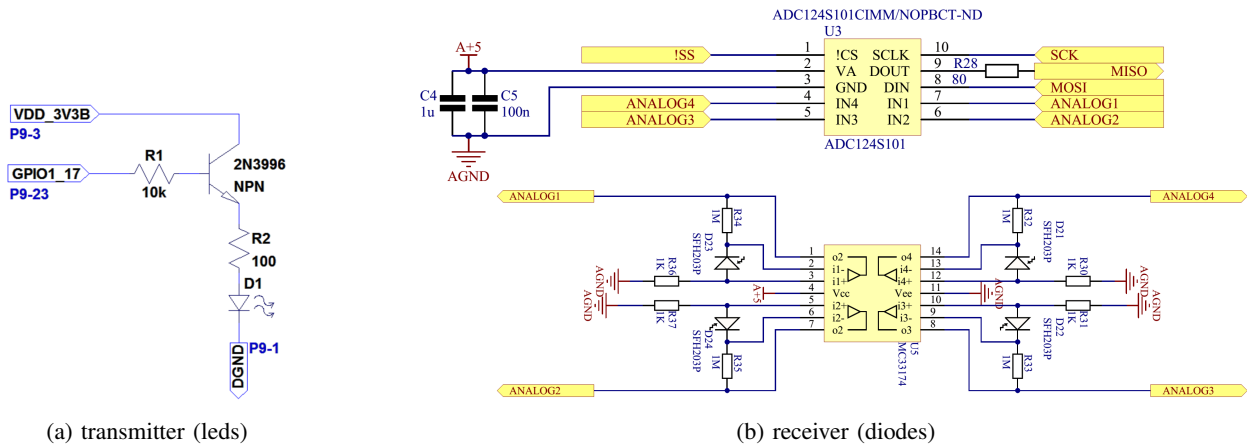 VDD_3V3B
P9-3
GPIO1_17
P9-23
R1
10k
2N3996
NPN
R2
100
D1
P9-1
DGND
(a) transmitter (leds)
ADC124S101CIMM/NOPBCT-ND
U3
!SS
A+5
C4
1u
C5
100n
AGND
ANALOG4
ANALOG3
1 !CS SCLK 10
2 VA DOUT 9
3 GND DIN 8
4 IN4 IN1 7
5 IN3 IN2 6
ADC124S101
R28
80
SCK
MISO
MOSI
ANALOG1
ANALOG2
ANALOG1
ANALOG4
R34
1M
D23
SFH203P
R36
1K
AGND
AGND
R37
1K
D24
SFH203P
R35
1M
A+5
1 o2 o4 14
2 i1- i4- 13
3 i1+ i4+ 12
4 Vcc Vee 11
5 i2+ i3+ 10
6 i2- i3- 9
7 o2 o3 8
U5
MC33174
AGND
R32
1M
D21
SFH203P
R30
1K
AGND
AGND
R31
1K
D22
SFH203P
R33
1M
ANALOG2
ANALOG3
(b) receiver (diodes)